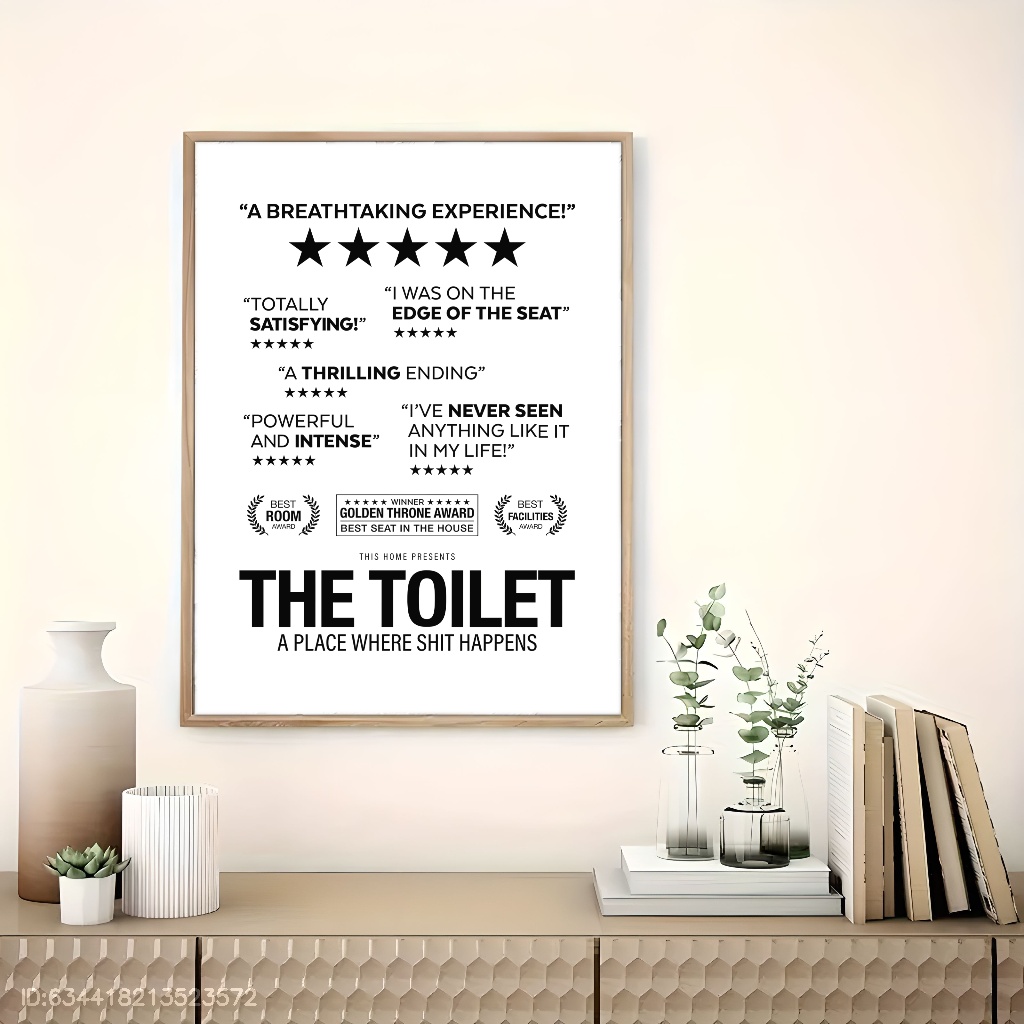 “A BREATHTAKING EXPERIENCE!”
“TOTALLY
SATISFYING!”
“I WAS ON THE
EDGE OF THE SEAT”
“A THRILLING ENDING”
“POWERFUL
AND INTENSE”
“I’VE NEVER SEEN
ANYTHING LIKE IT
IN MY LIFE!”
BEST
ROOM
AWARD
★★★★★ WINNER ★★★★★
GOLDEN THRONE AWARD
BEST SEAT IN THE HOUSE
BEST
FACILITIES
AWARD
THIS HOME PRESENTS
THE TOILET
A PLACE WHERE SHIT HAPPENS
ID:634418213523572